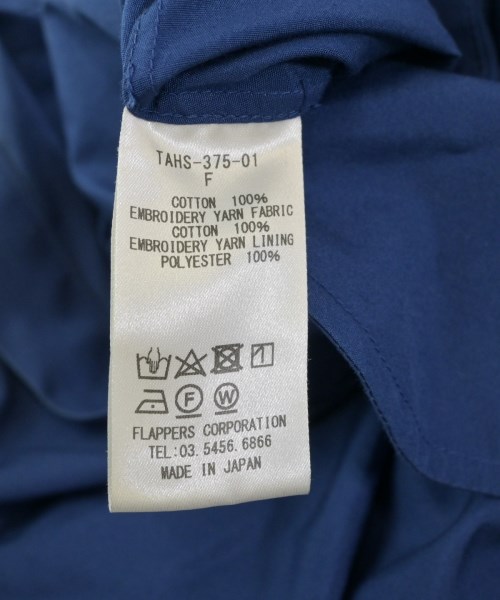 TAHS-375-01
F
COTTON 100%
EMBROIDERY YARN FABRIC
COTTON 100%
EMBROIDERY YARN LINING
POLYESTER 100%
F W
FLAPPERS CORPORATION
TEL:03.5456.6866
MADE IN JAPAN